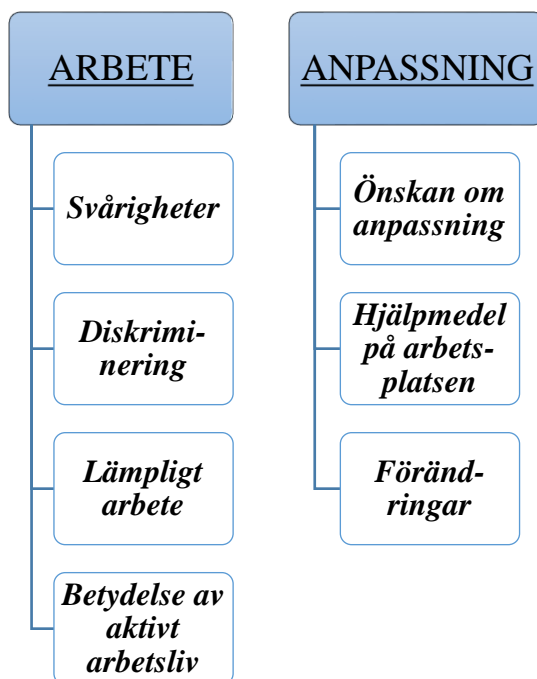 ARBETE
Svårigheter
Diskrimi-
nering
Lämpligt
arbete
Betydelse av
aktivt
arbetsliv
ANPASSNING
Önskan om
anpassning
Hjälpmedel
på arbets-
platsen
Föränd-
ringar